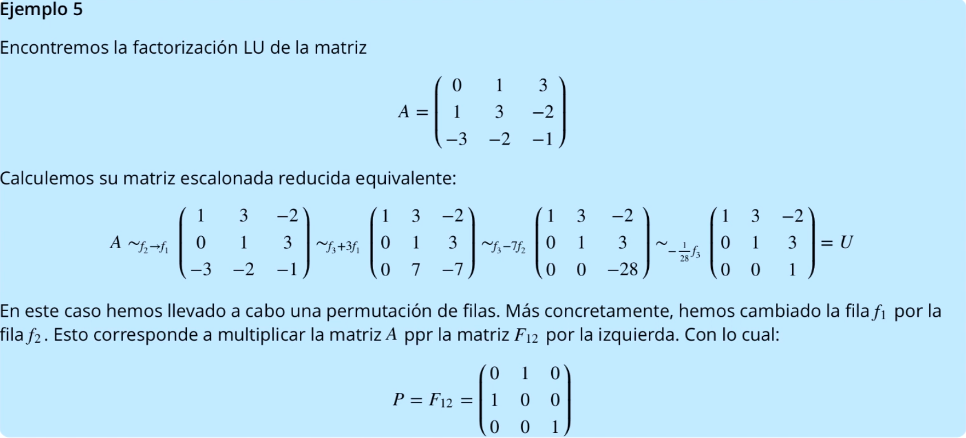 Ejemplo 5
Encontremos la factorización LU de la matriz
A = \begin{pmatrix} 0 & 1 & 3 \\ 1 & 3 & -2 \\ -3 & -2 & -1 \end{pmatrix}
Calculemos su matriz escalonada reducida equivalente:
A \sim_{f_2 \to f_1} \begin{pmatrix} 1 & 3 & -2 \\ 0 & 1 & 3 \\ -3 & -2 & -1 \end{pmatrix} \sim_{f_3+3f_1} \begin{pmatrix} 1 & 3 & -2 \\ 0 & 1 & 3 \\ 0 & 7 & -7 \end{pmatrix} \sim_{f_3-7f_2} \begin{pmatrix} 1 & 3 & -2 \\ 0 & 1 & 3 \\ 0 & 0 & -28 \end{pmatrix} \sim_{-\frac{1}{28}f_3} \begin{pmatrix} 1 & 3 & -2 \\ 0 & 1 & 3 \\ 0 & 0 & 1 \end{pmatrix} = U
En este caso hemos llevado a cabo una permutación de filas. Más concretamente, hemos cambiado la fila f₁ por la
fila f₂. Esto corresponde a multiplicar la matriz A ppr la matriz F₁₂ por la izquierda. Con lo cual:
P = F_{12} = \begin{pmatrix} 0 & 1 & 0 \\ 1 & 0 & 0 \\ 0 & 0 & 1 \end{pmatrix}